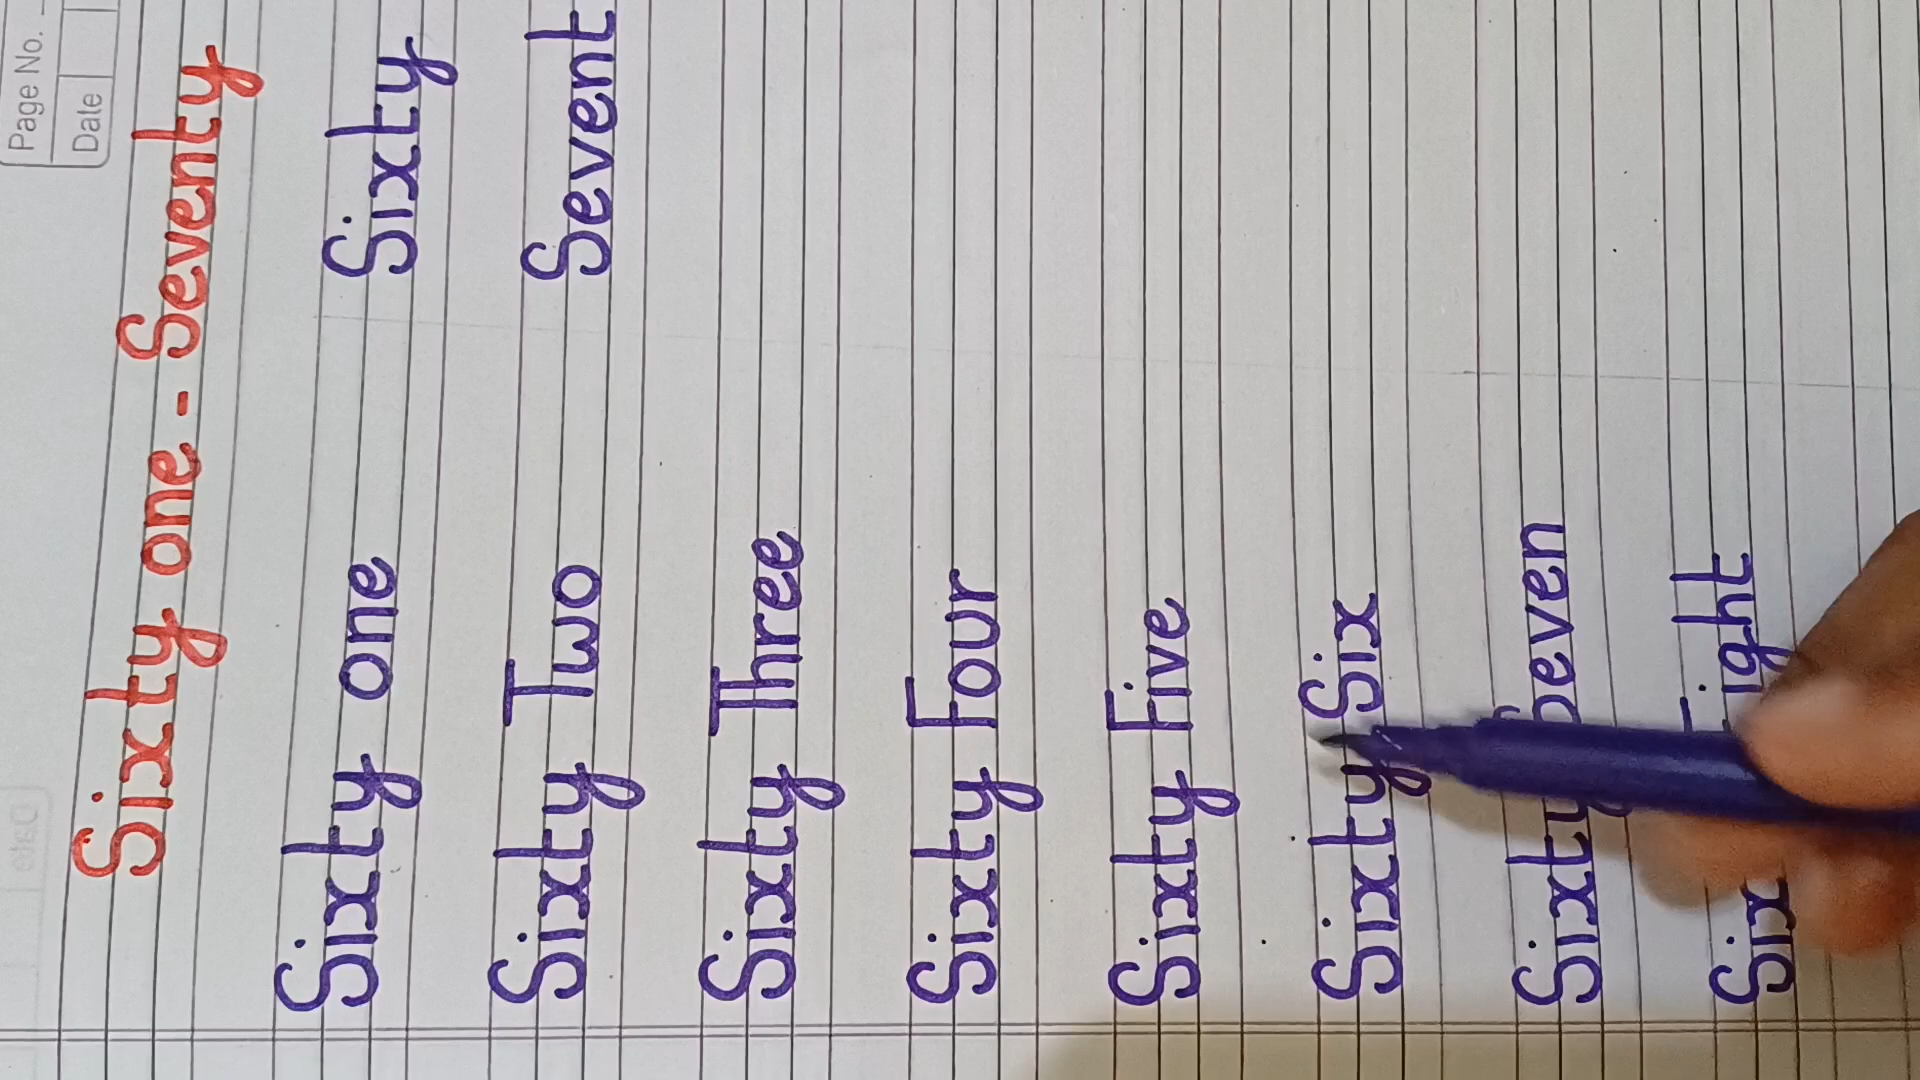 Page No.
Date
Sixty one - Seventy
Sixty one Sixty
Sixty Two Sevent
Sixty Three
Sixty Four
Sixty Five
Sixty Six
Sixty Seven